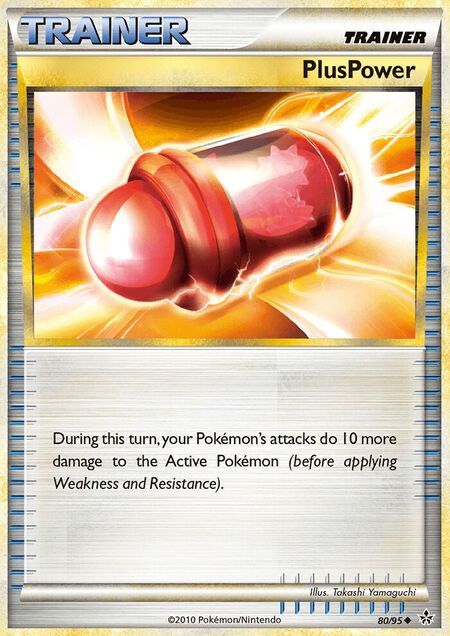 TRAINER
TRAINER
PlusPower
During this turn, your Pokémon's attacks do 10 more
damage to the Active Pokémon (before applying
Weakness and Resistance).
Illus. Takashi Yamaguchi
©2010 Pokémon/Nintendo
80/95